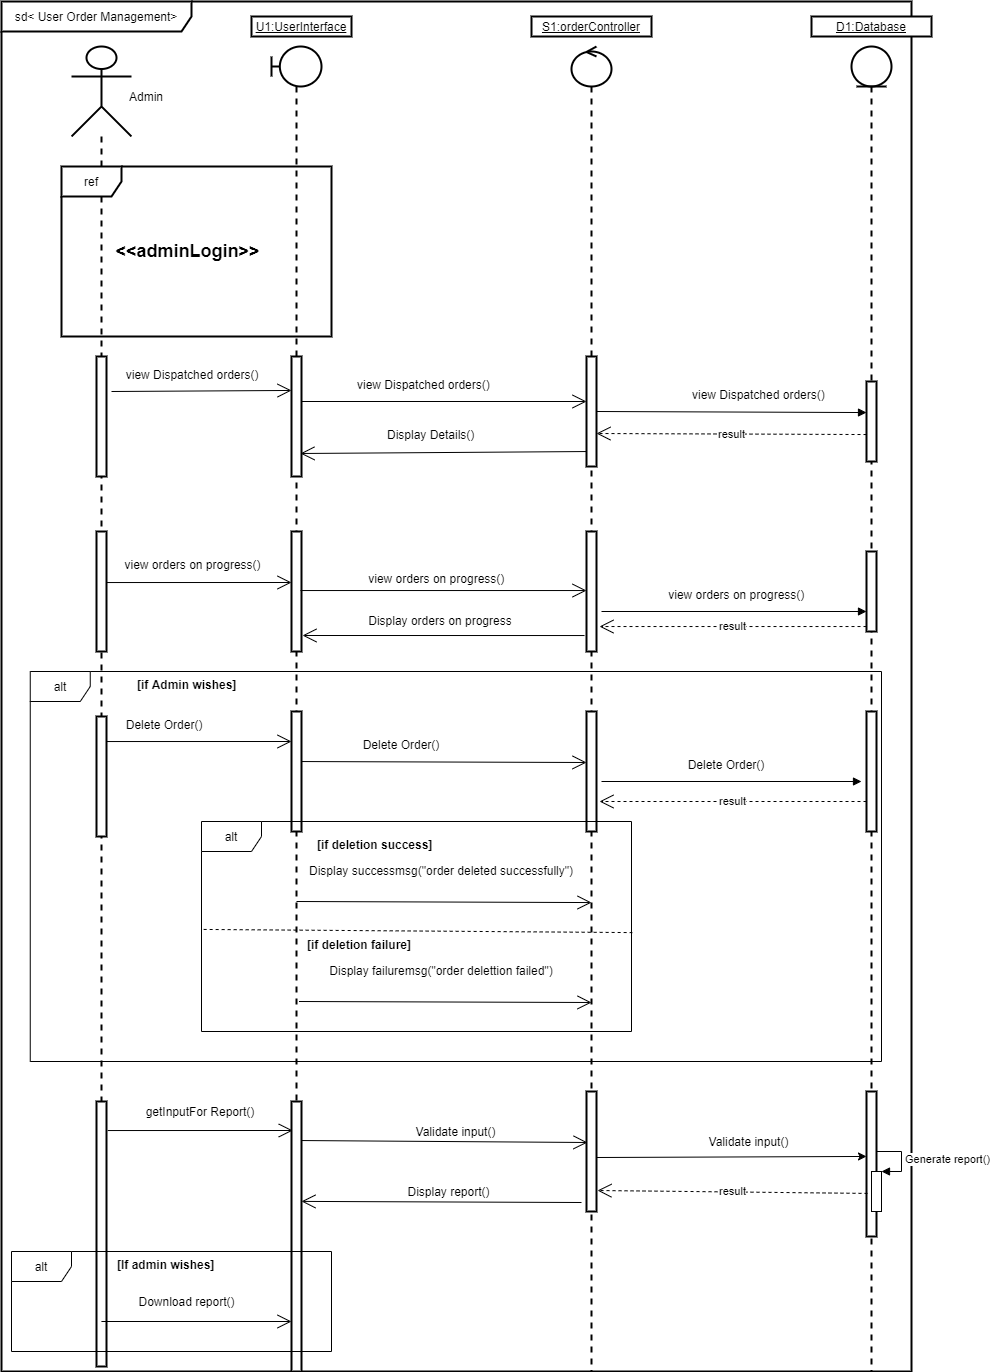 sd< User Order Management>
U1:UserInterface
S1:orderController
D1:Database
Admin
ref
<<adminLogin>>
view Dispatched orders()
view Dispatched orders()
view Dispatched orders()
Display Details()
result
view orders on progress()
view orders on progress()
view orders on progress()
Display orders on progress
result
alt
[if Admin wishes]
Delete Order()
Delete Order()
Delete Order()
result
alt
[if deletion success]
Display successmsg("order deleted successfully")
[if deletion failure]
Display failuremsg("order delettion failed")
getInputFor Report()
Validate input()
Validate input()
Generate report()
Display report()
result
alt
[If admin wishes]
Download report()